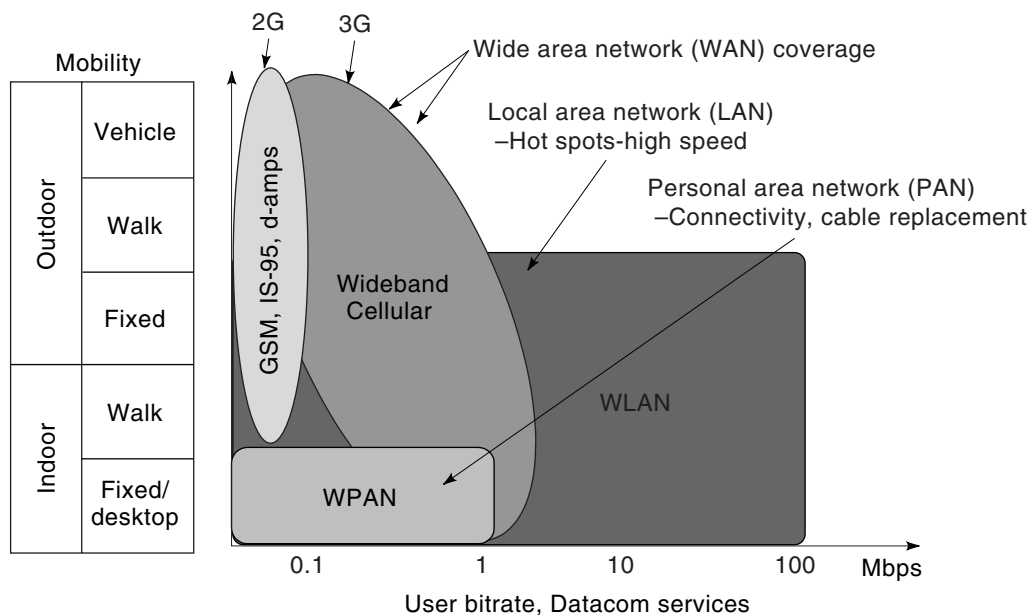 2G
3G
Wide area network (WAN) coverage
Mobility
Local area network (LAN)
–Hot spots-high speed
Personal area network (PAN)
–Connectivity, cable replacement
Outdoor
Vehicle
Walk
Fixed
Indoor
Walk
Fixed/
desktop
GSM, IS-95, d-amps
Wideband
Cellular
WLAN
WPAN
0.1
1
10
100
Mbps
User bitrate, Datacom services